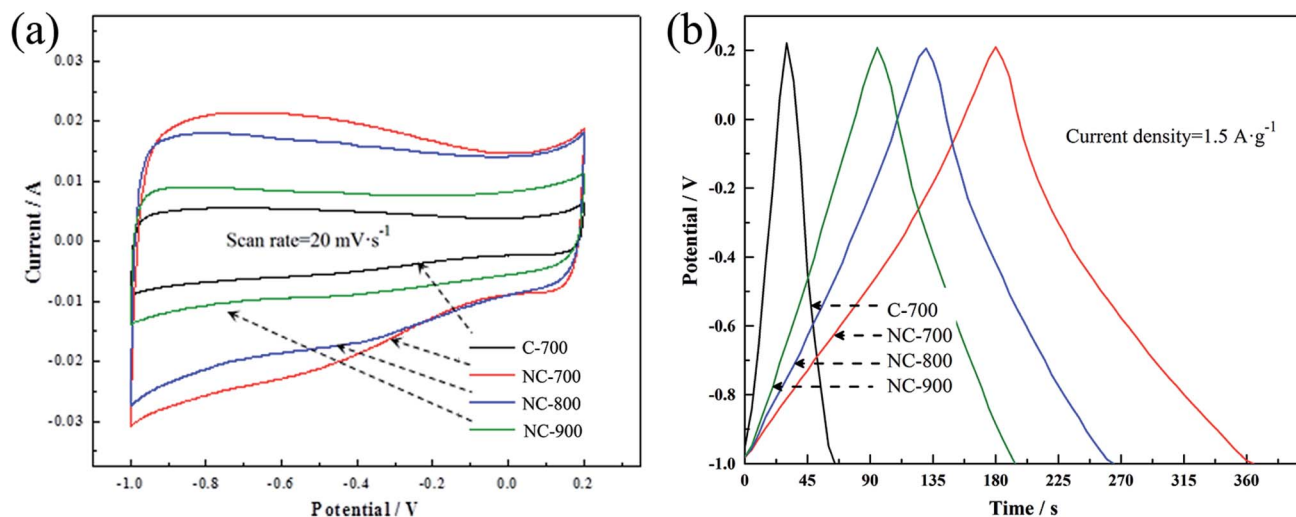 (a)
0.03
0.02
0.01
0.00
-0.01
-0.02
-0.03
Current / A
Scan rate=20 mV·s⁻¹
C-700
NC-700
NC-800
NC-900
-1.0 -0.8 -0.6 -0.4 -0.2 0.0 0.2
Potential / V
(b)
0.2
0.0
-0.2
-0.4
-0.6
-0.8
-1.0
Potential / V
Current density=1.5 A·g⁻¹
C-700
NC-700
NC-800
NC-900
0 45 90 135 180 225 270 315 360
Time / s